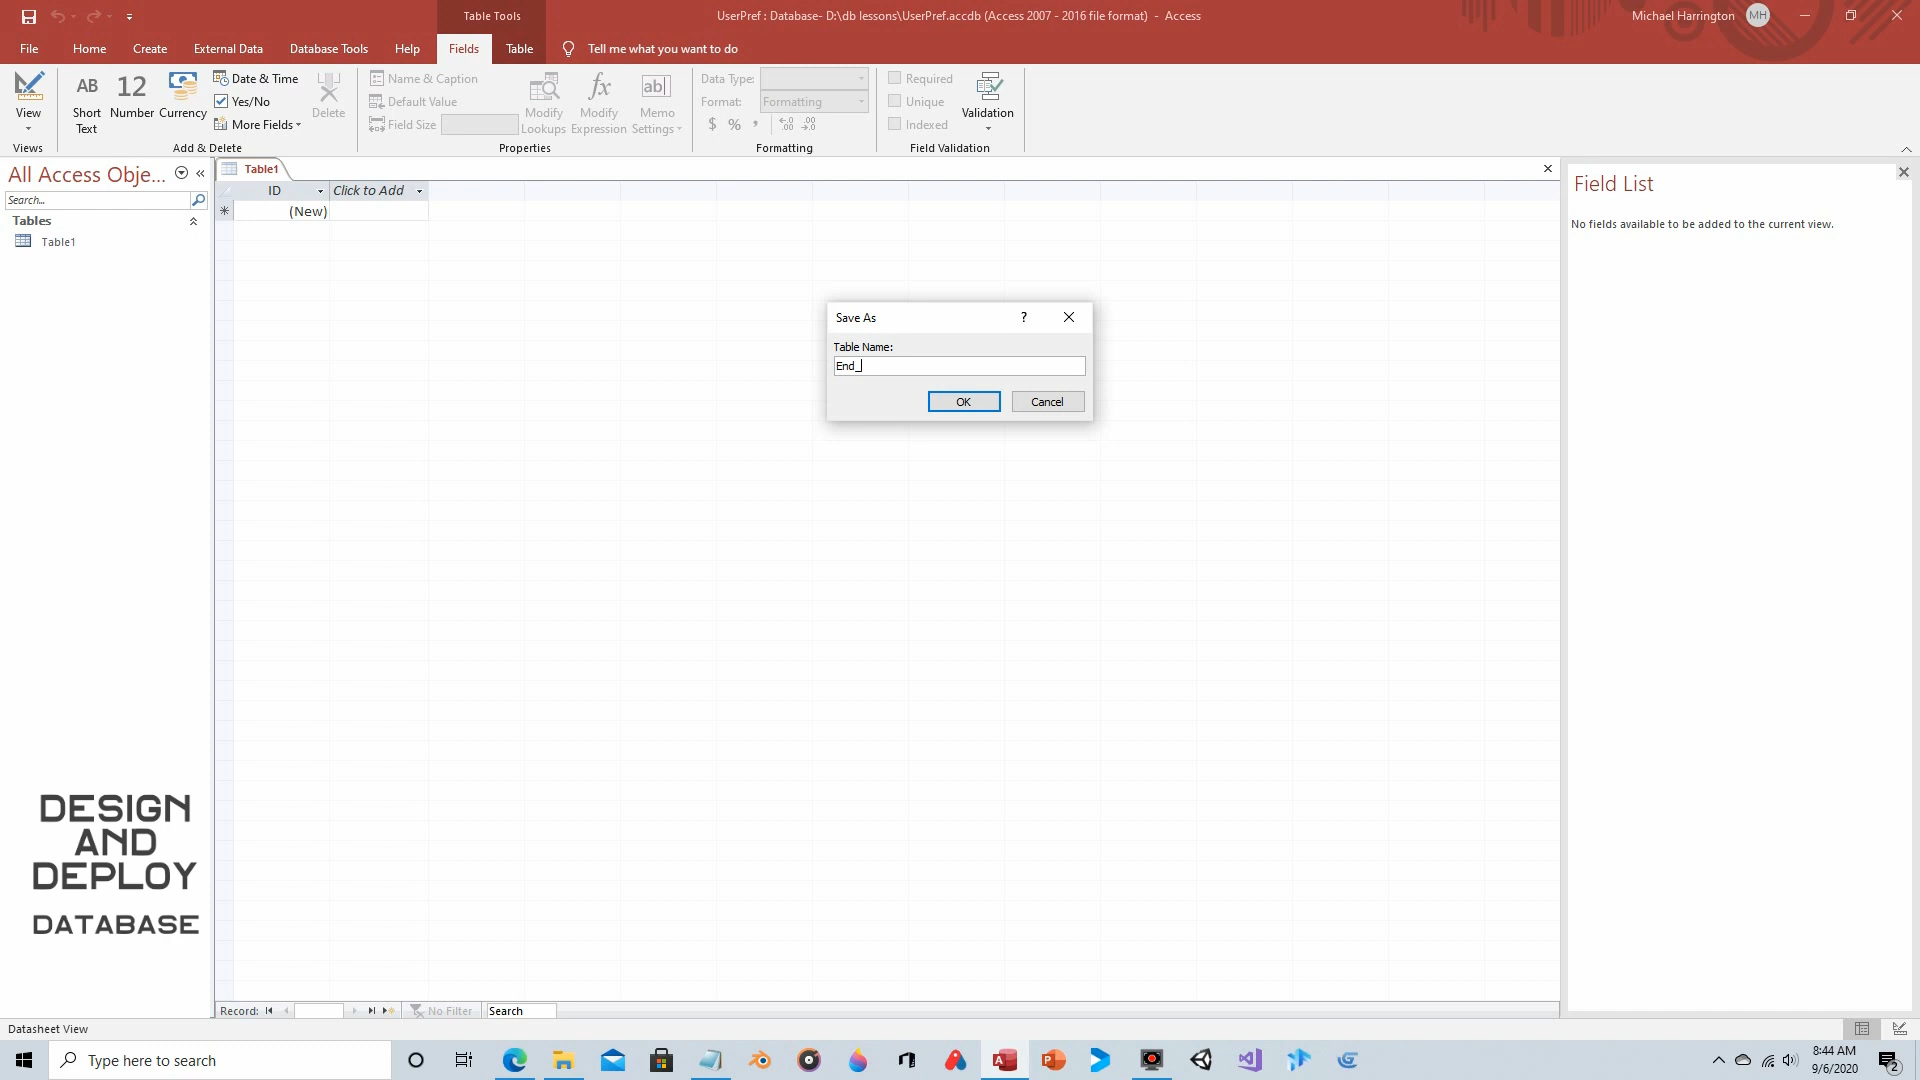 Table Tools
UserPref : Database- D:\db lessons\UserPref.accdb (Access 2007 - 2016 file format) - Access
Michael Harrington
MH
File
Home
Create
External Data
Database Tools
Help
Fields
Table
Tell me what you want to do
View
Views
AB
Short
Text
12
Number
Currency
Date & Time
Yes/No
More Fields
Delete
Add & Delete
Name & Caption
Default Value
Field Size
Modify
Lookups
fx
Modify
Expression
ab|
Memo
Settings
Properties
Data Type:
Format:
Formatting
$ % ,
Formatting
Required
Unique
Indexed
Validation
Field Validation
All Access Obje...
Search...
Tables
Table1
Table1
ID
Click to Add
(New)
Save As
?
Table Name:
End_
OK
Cancel
Field List
No fields available to be added to the current view.
DESIGN
AND
DEPLOY
DATABASE
Record:
No Filter
Search
Datasheet View
Type here to search
8:44 AM
9/6/2020
2